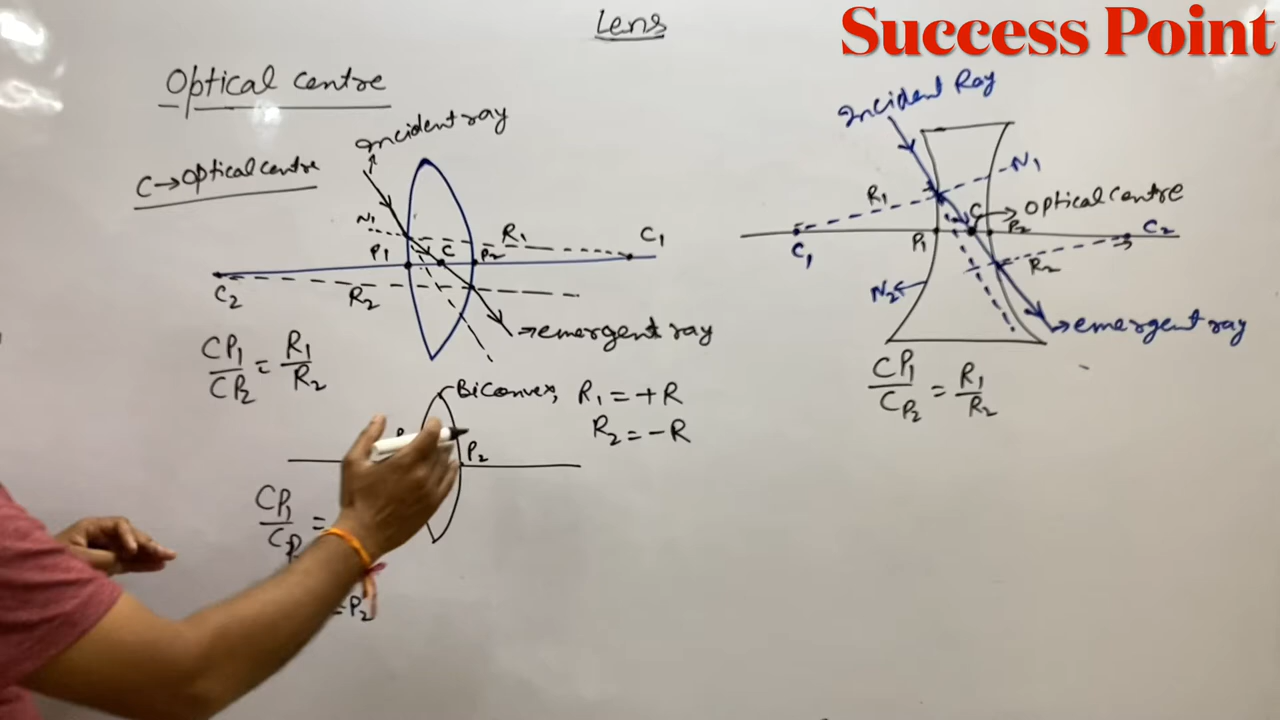 Lens
Success Point
Optical centre
C→Optical centre
Incident ray
N1
P1
C
P2
R1
C1
C2
R2
→emergent ray
CP1/CP2 = R1/R2
Biconvex, R1 = +R
R2 = -R
P2
CP1/CP =
=P2
Incident Ray
N1
R1
C →Optical centre
C1
P1
P2
C2
R2
N2
→emergent ray
CP1/CP2 = R1/R2